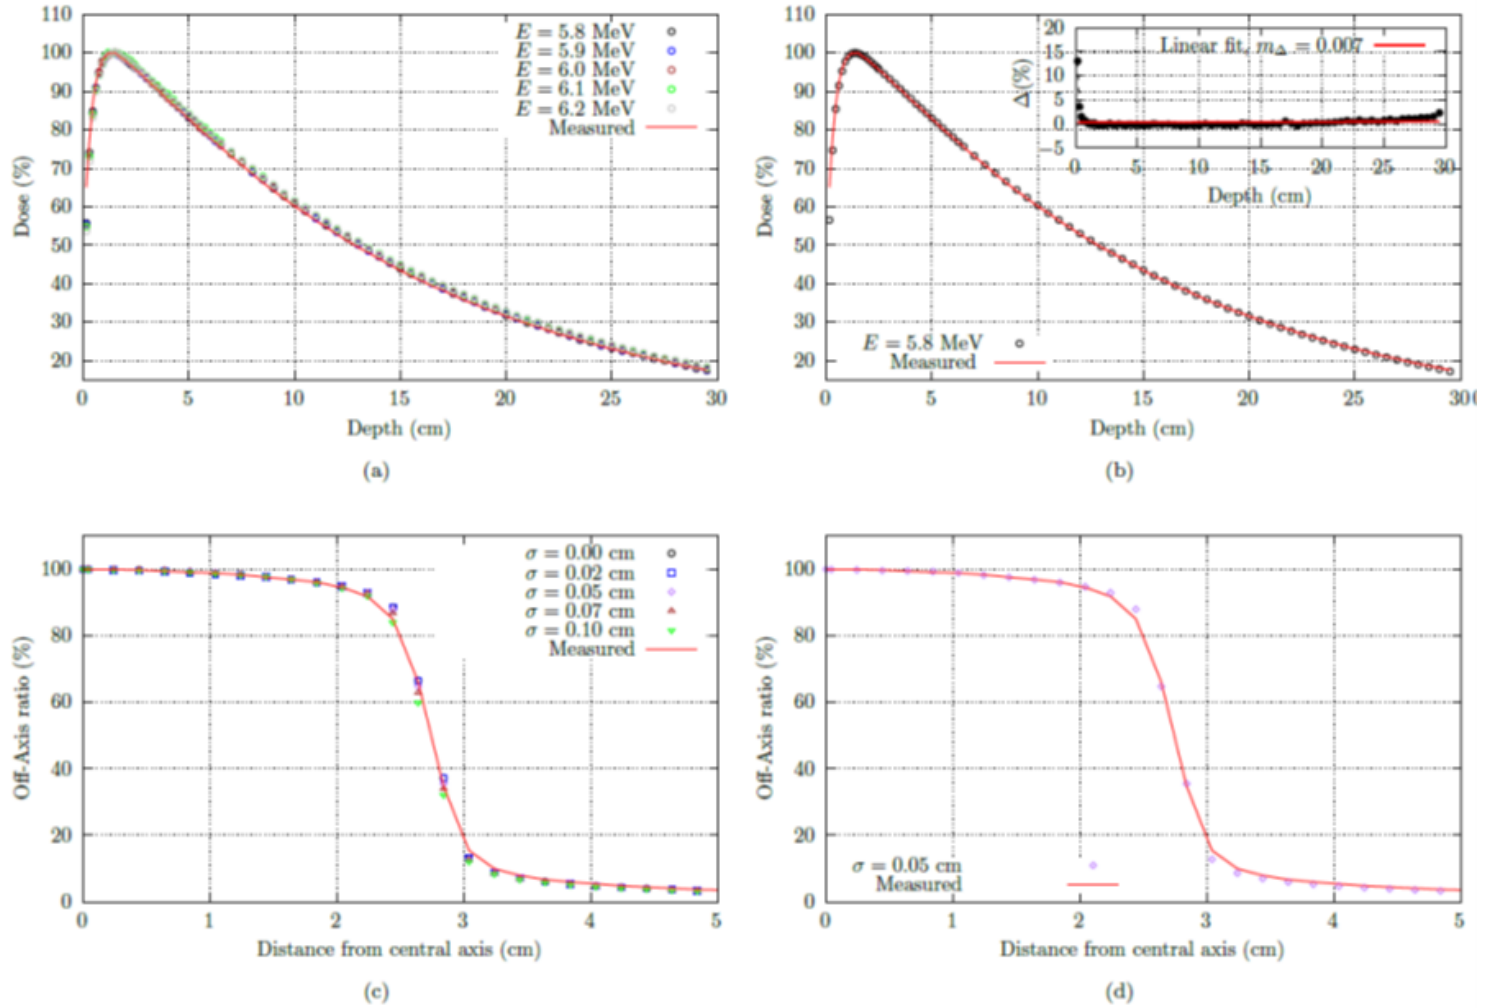 110
100
90
80
70
60
50
40
30
20
0 5 10 15 20 25 30
Dose (%)
Depth (cm)
E = 5.8 MeV
E = 5.9 MeV
E = 6.0 MeV
E = 6.1 MeV
E = 6.2 MeV
Measured
(a)
110
100
90
80
70
60
50
40
30
20
0 5 10 15 20 25 300
Dose (%)
Depth (cm)
E = 5.8 MeV
Measured
20
15
10
5
0
−5
0 5 10 15 20 25 30
Δ(%)
Depth (cm)
Linear fit, mΔ = 0.007
(b)
100
80
60
40
20
0
0 1 2 3 4 5
Off-Axis ratio (%)
Distance from central axis (cm)
σ = 0.00 cm
σ = 0.02 cm
σ = 0.05 cm
σ = 0.07 cm
σ = 0.10 cm
Measured
(c)
100
80
60
40
20
0
0 1 2 3 4 5
Off-Axis ratio (%)
Distance from central axis (cm)
σ = 0.05 cm
Measured
(d)